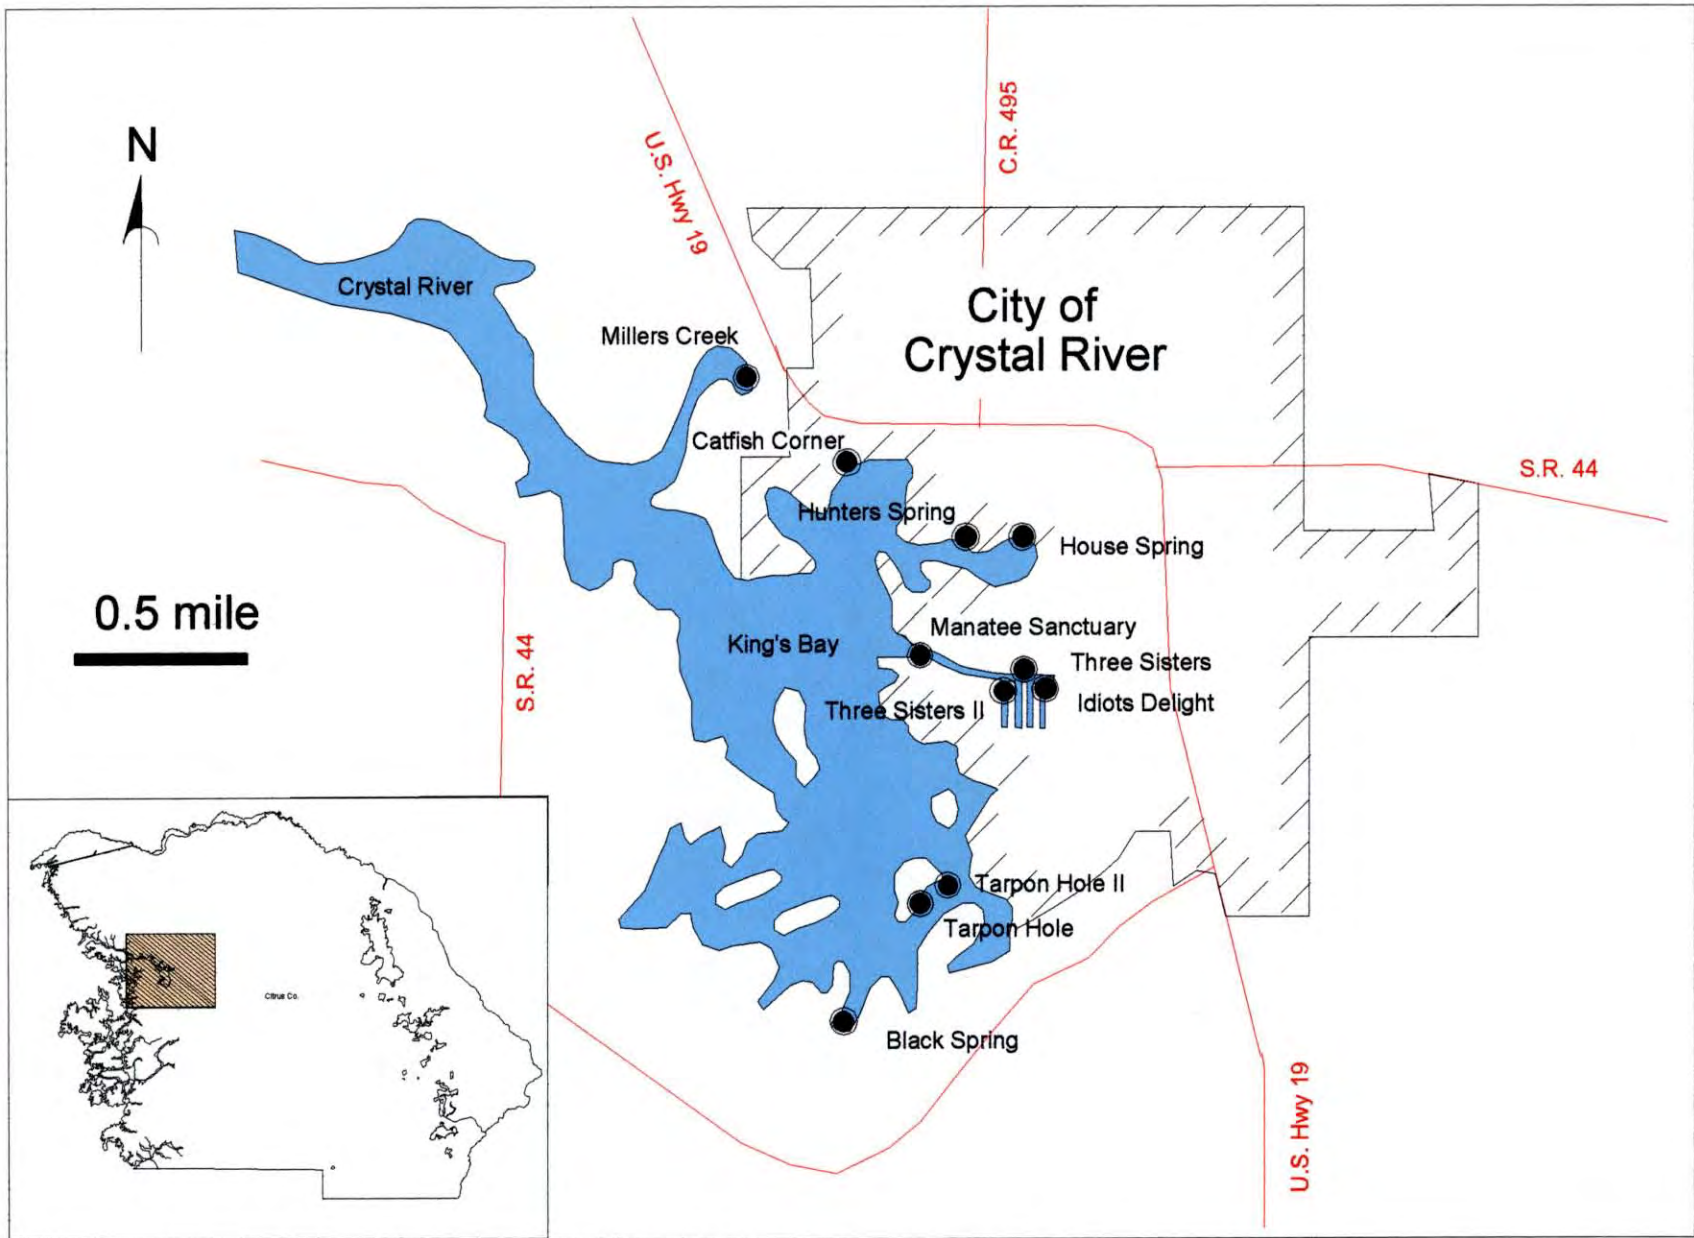 C.R. 495
N
U.S. Hwy 19
Crystal River
City of
Crystal River
Millers Creek
Catfish Corner
S.R. 44
Hunters Spring
House Spring
0.5 mile
Manatee Sanctuary
King's Bay
Three Sisters
S.R. 44
Three Sisters II
Idiots Delight
Tarpon Hole II
Tarpon Hole
Citrus Co.
Black Spring
U.S. Hwy 19